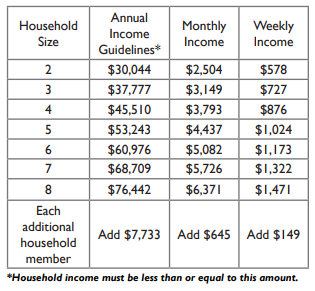 Household Size | Annual Income Guidelines* | Monthly Income | Weekly Income
2 | $30,044 | $2,504 | $578
3 | $37,777 | $3,149 | $727
4 | $45,510 | $3,793 | $876
5 | $53,243 | $4,437 | $1,024
6 | $60,976 | $5,082 | $1,173
7 | $68,709 | $5,726 | $1,322
8 | $76,442 | $6,371 | $1,471
Each additional household member | Add $7,733 | Add $645 | Add $149
*Household income must be less than or equal to this amount.